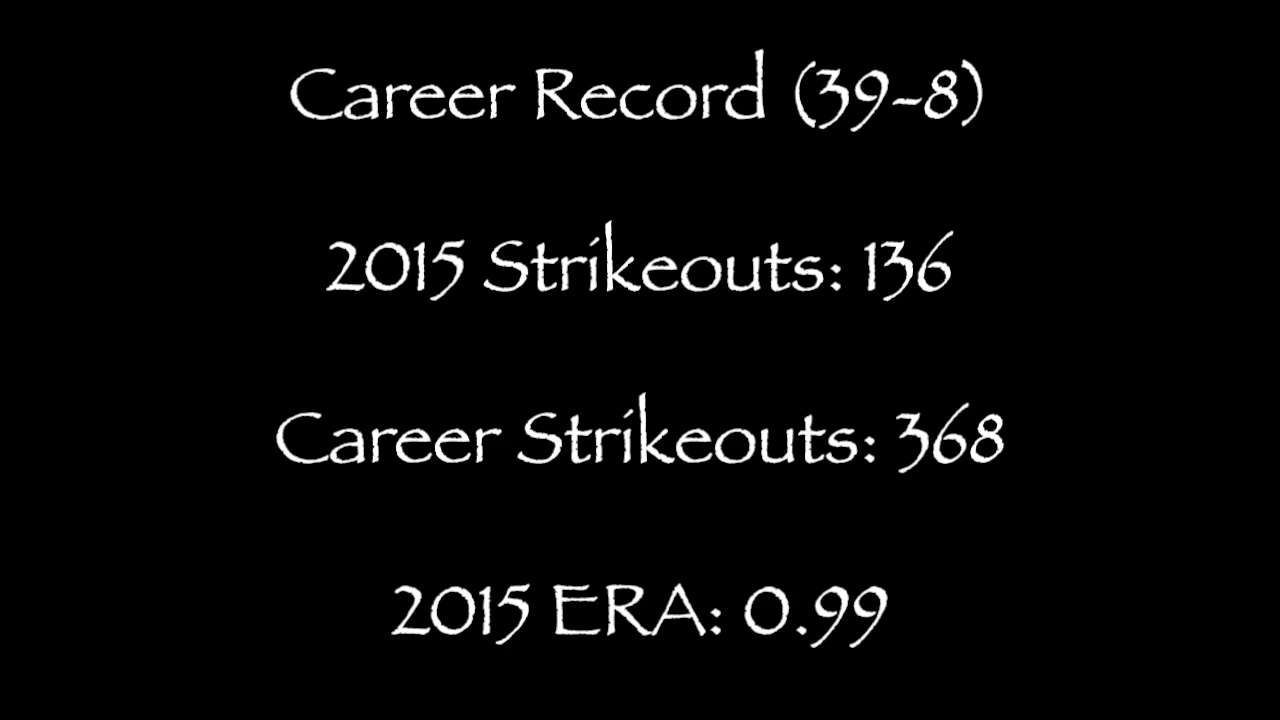 Career Record (39-8)
2015 Strikeouts: 136
Career Strikeouts: 368
2015 ERA: 0.99